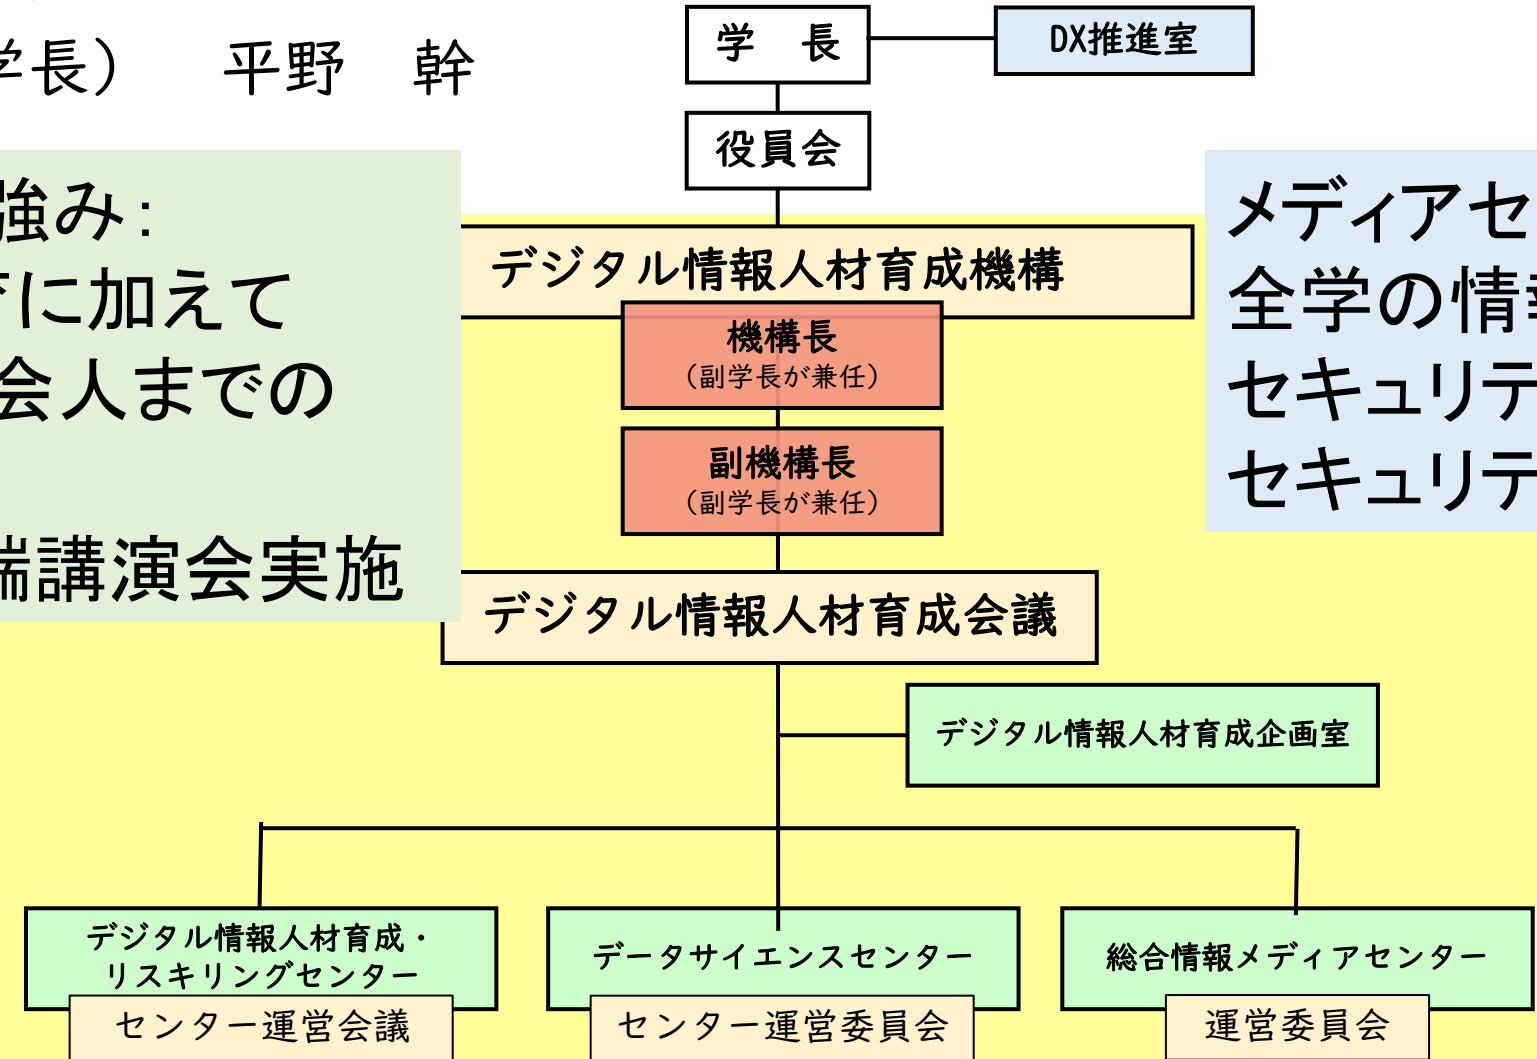 学長） 平野 幹
学 長
DX推進室
役員会
強み：
に加えて
会人までの
端講演会実施
メディアセ
全学の情報
セキュリテ
セキュリテ
デジタル情報人材育成機構
機構長
（副学長が兼任）
副機構長
（副学長が兼任）
デジタル情報人材育成会議
デジタル情報人材育成企画室
デジタル情報人材育成・
リスキリングセンター
センター運営会議
データサイエンスセンター
センター運営委員会
総合情報メディアセンター
運営委員会